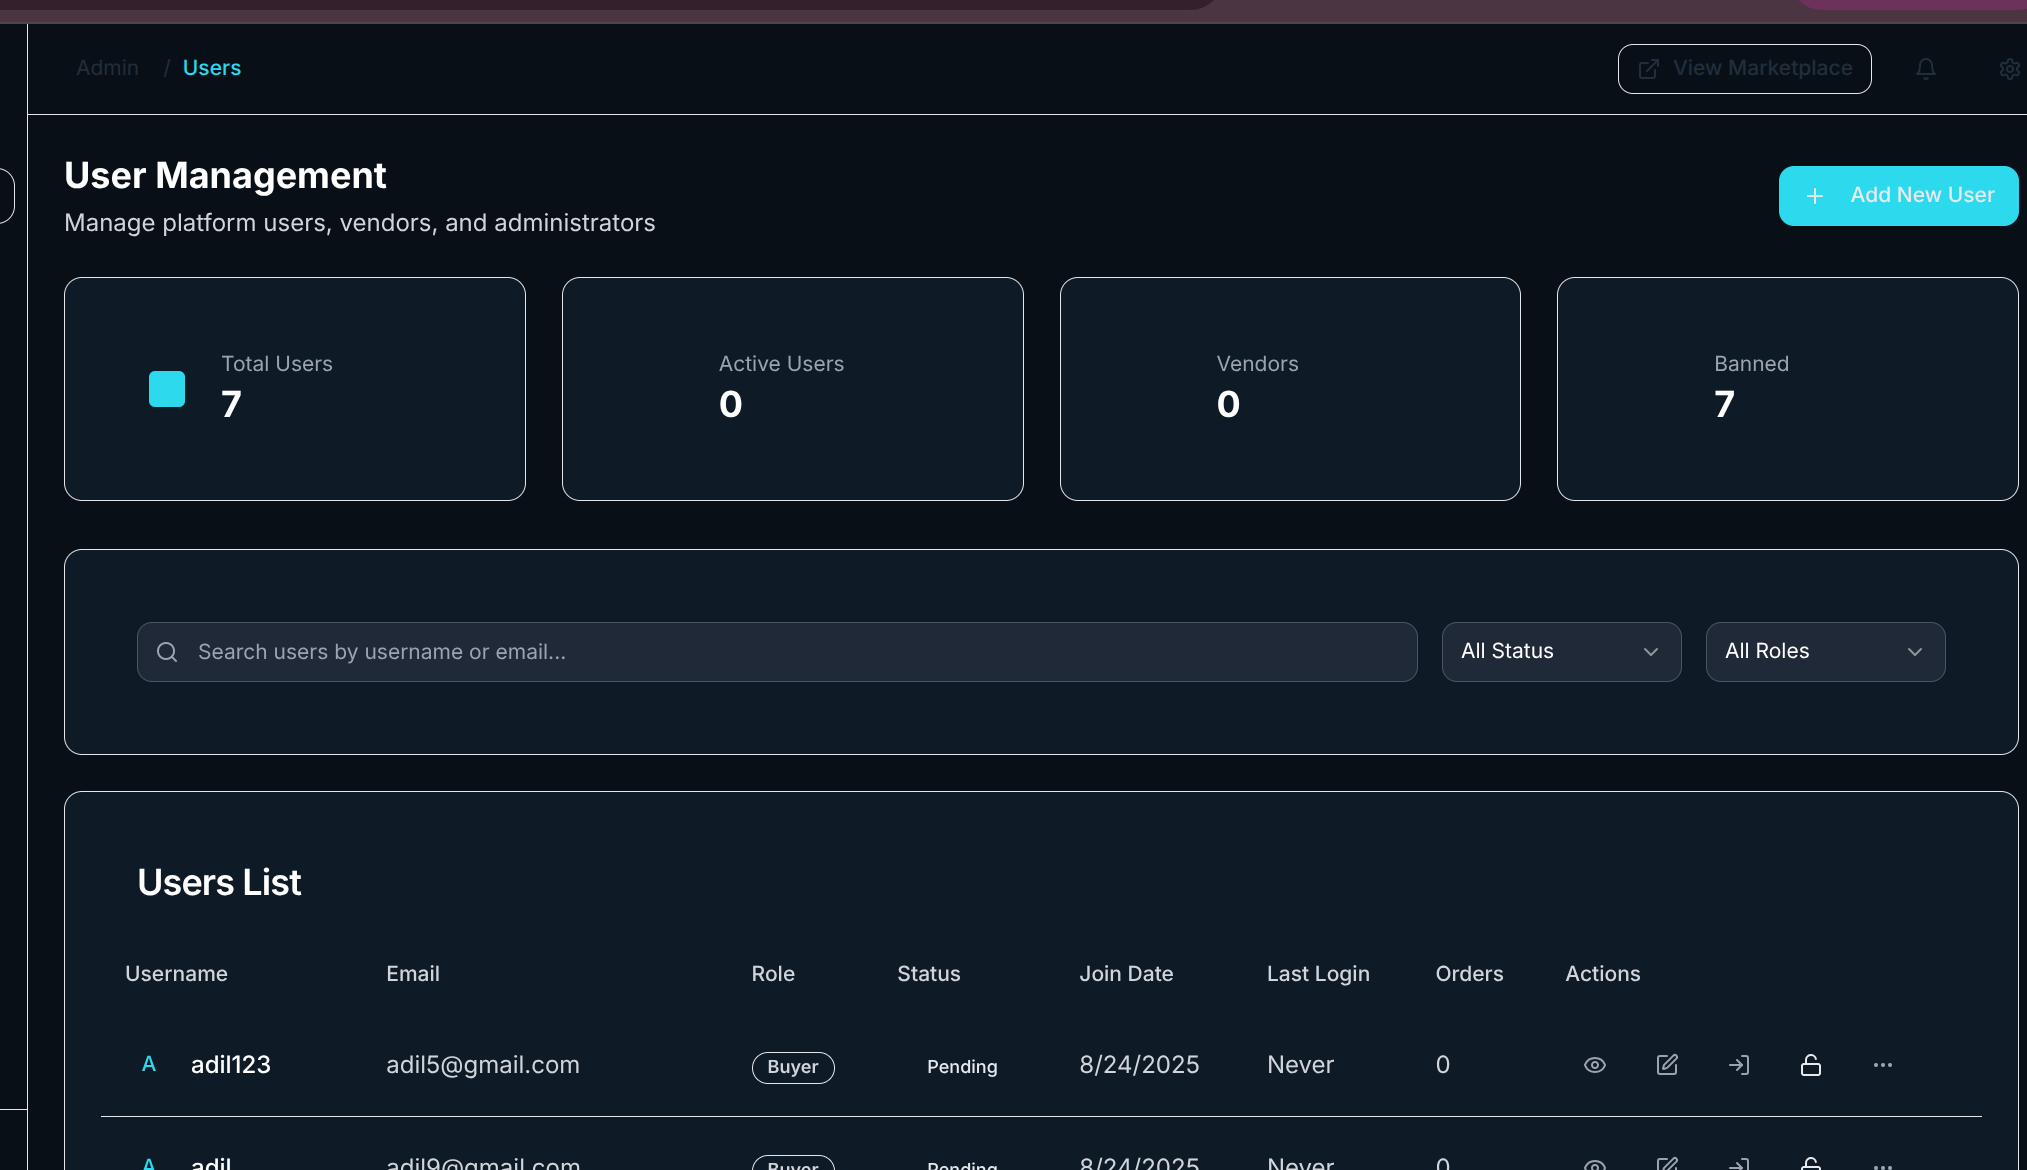 Admin / Users
View Marketplace
User Management
Manage platform users, vendors, and administrators
Add New User
Total Users
7
Active Users
0
Vendors
0
Banned
7
Search users by username or email...
All Status
All Roles
Users List
Username Email Role Status Join Date Last Login Orders Actions
A adil123 adil5@gmail.com Buyer Pending 8/24/2025 Never 0
A adil adil9@gmail.com Buyer Pending 8/24/2025 Never 0